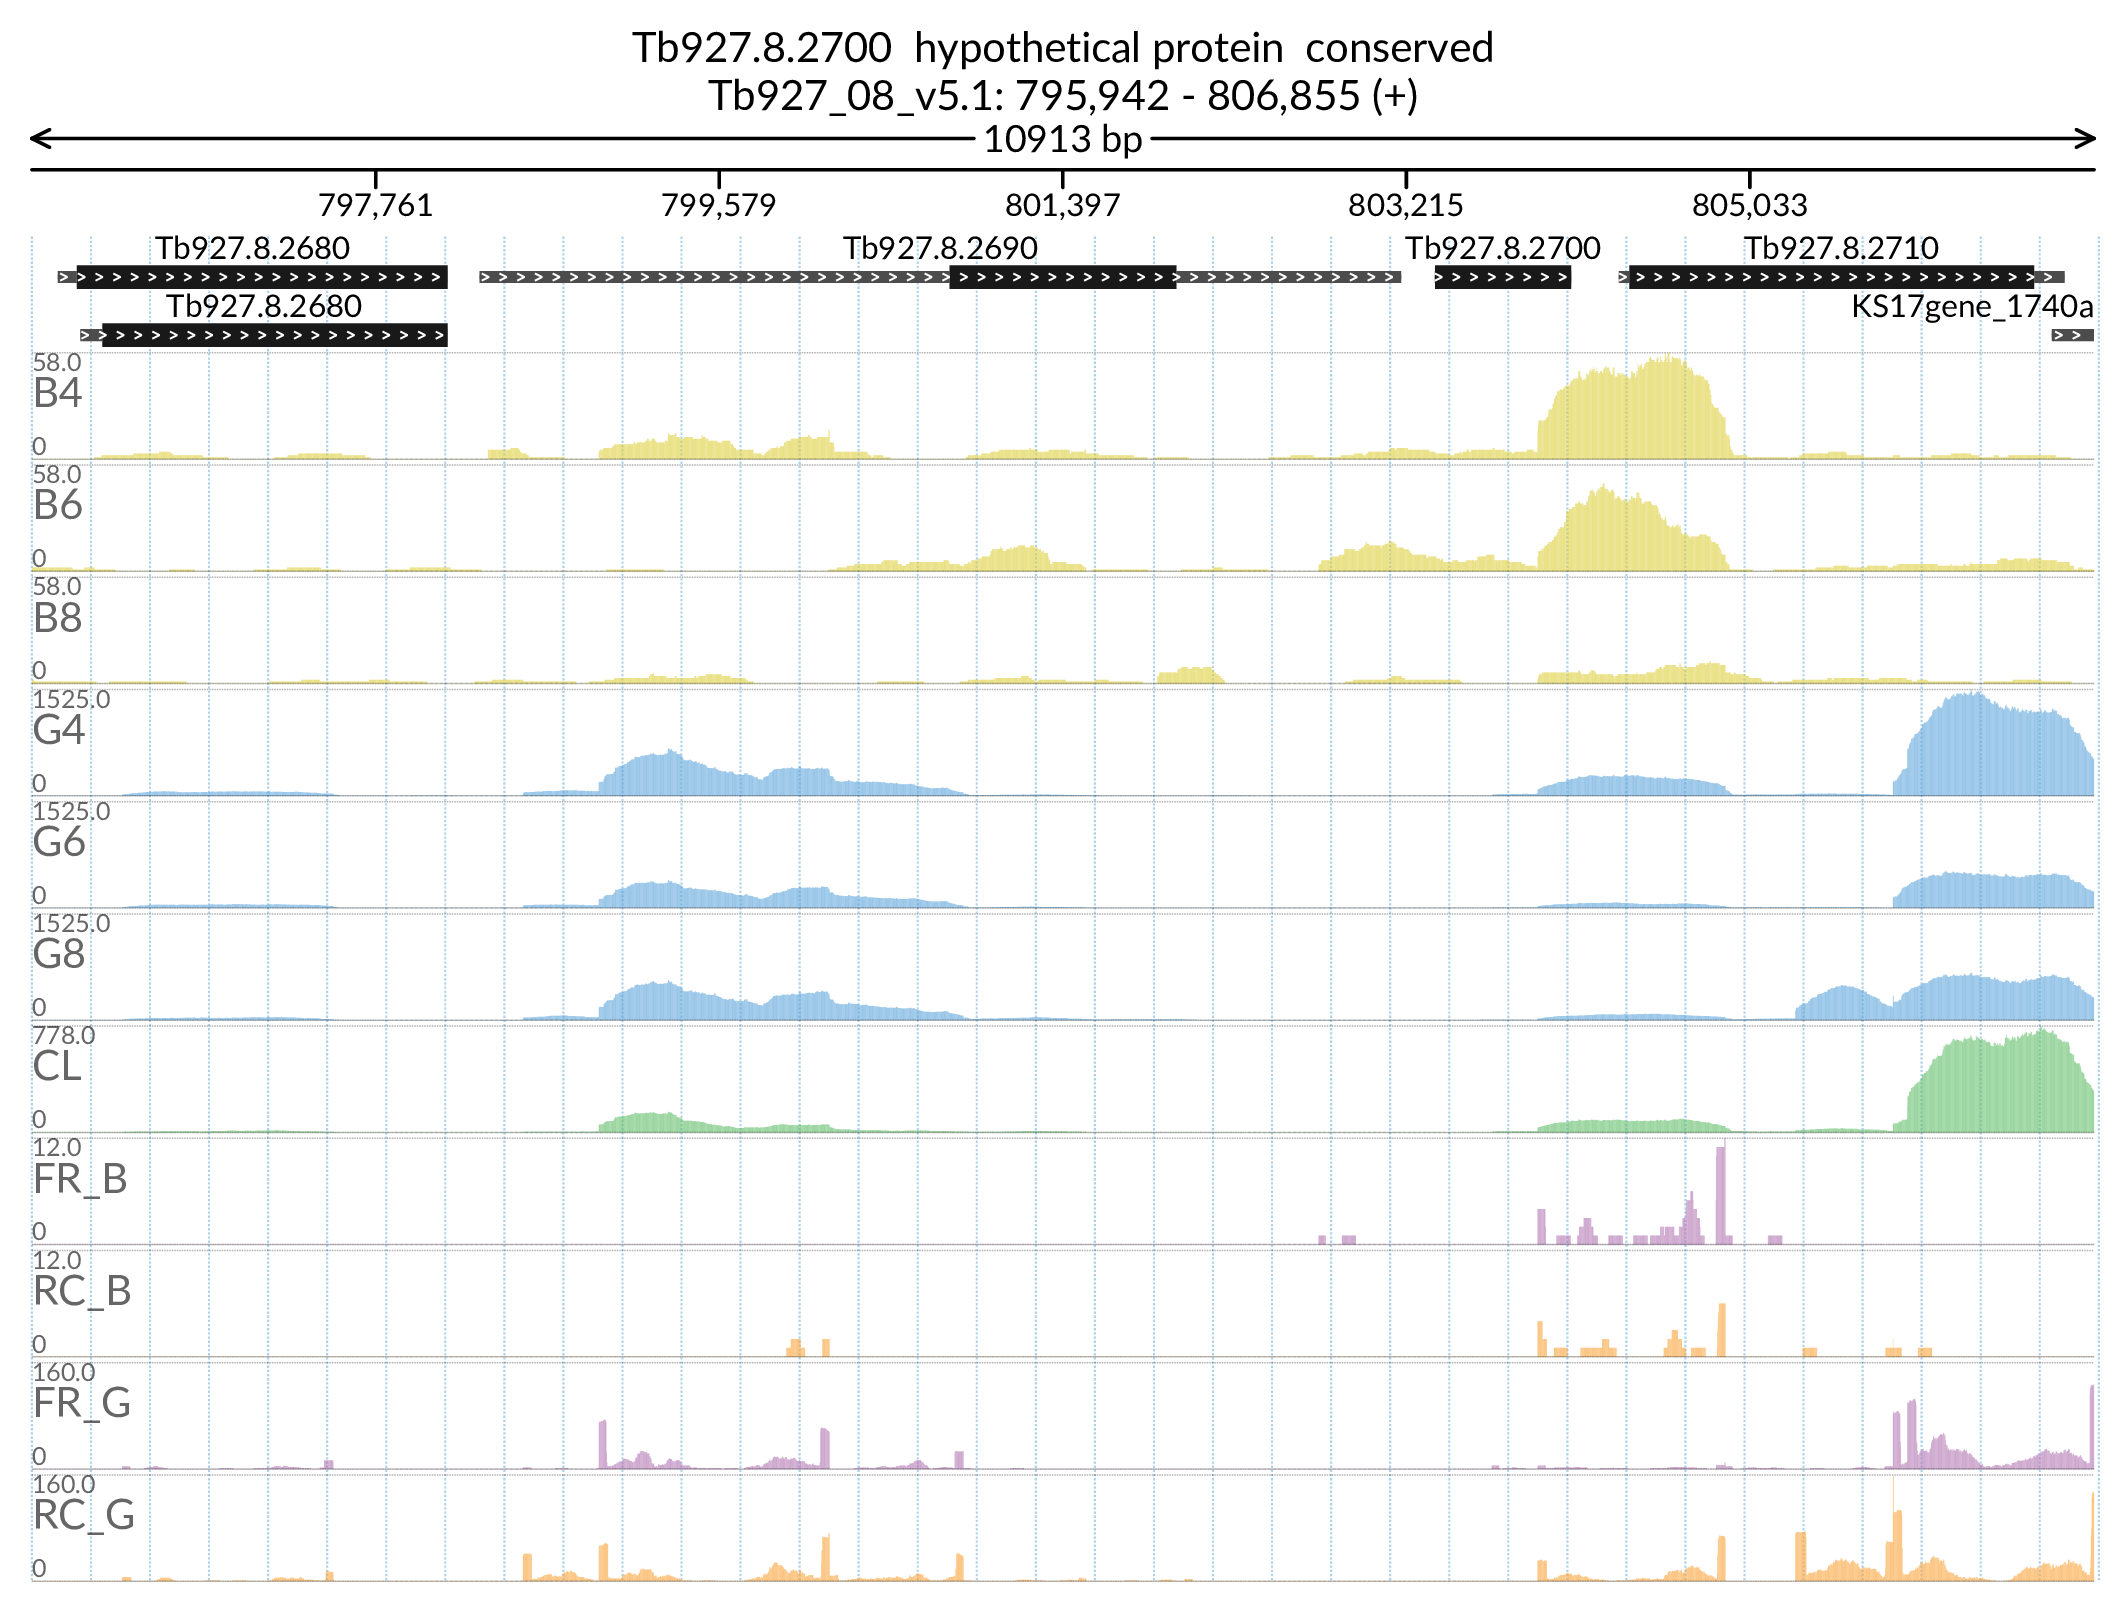 Tb927.8.2700  hypothetical protein  conserved
Tb927_08_v5.1: 795,942 - 806,855 (+)
10913 bp
797,761 799,579 801,397 803,215 805,033
Tb927.8.2680 Tb927.8.2690 Tb927.8.2700 Tb927.8.2710
Tb927.8.2680 KS17gene_1740a
58.0
B4
0
58.0
B6
0
58.0
B8
0
1525.0
G4
0
1525.0
G6
0
1525.0
G8
0
778.0
CL
0
12.0
FR_B
0
12.0
RC_B
0
160.0
FR_G
0
160.0
RC_G
0